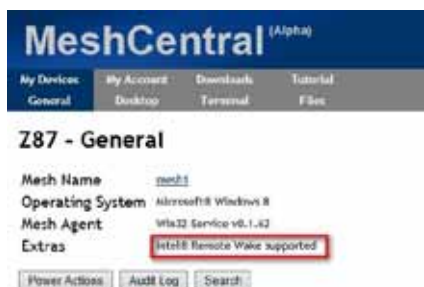 MeshCentral (Alpha)
My Devices My Account Downloads Tutorial
General Desktop Terminal Files
Z87 - General
Mesh Name mesh1
Operating System Microsoft® Windows 8
Mesh Agent Win32 Service v0.1.62
Extras Intel® Remote Wake supported
Power Actions Audit Log Search